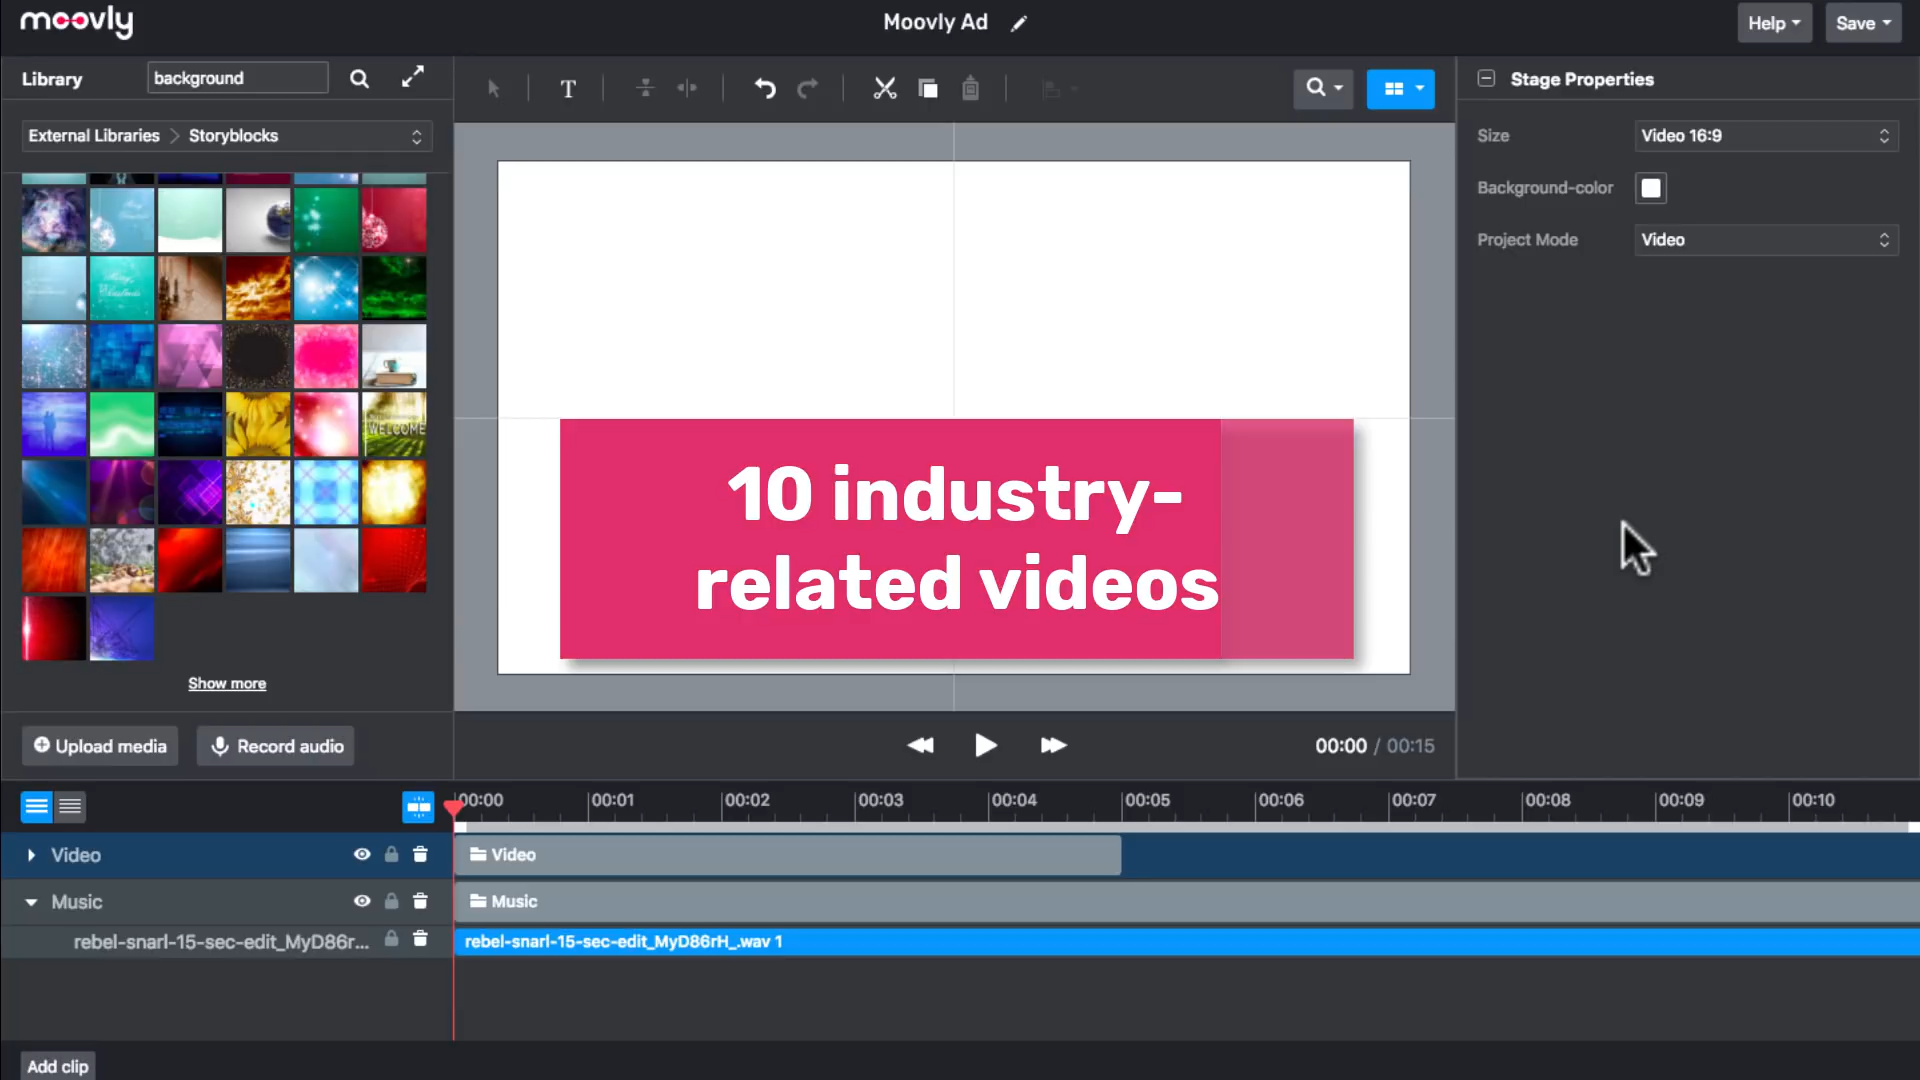 moovly
Moovly Ad
Help
Save
Library
background
External Libraries
Storyblocks
T
Stage Properties
Size
Video 16:9
Background-color
Project Mode
Video
WELCOME
10 industry-
related videos
Show more
Upload media
Record audio
00:00 / 00:15
00:00
00:01
00:02
00:03
00:04
00:05
00:06
00:07
00:08
00:09
00:10
Video
Video
Music
Music
rebel-snarl-15-sec-edit_MyD86r...
rebel-snarl-15-sec-edit_MyD86rH_.wav 1
Add clip